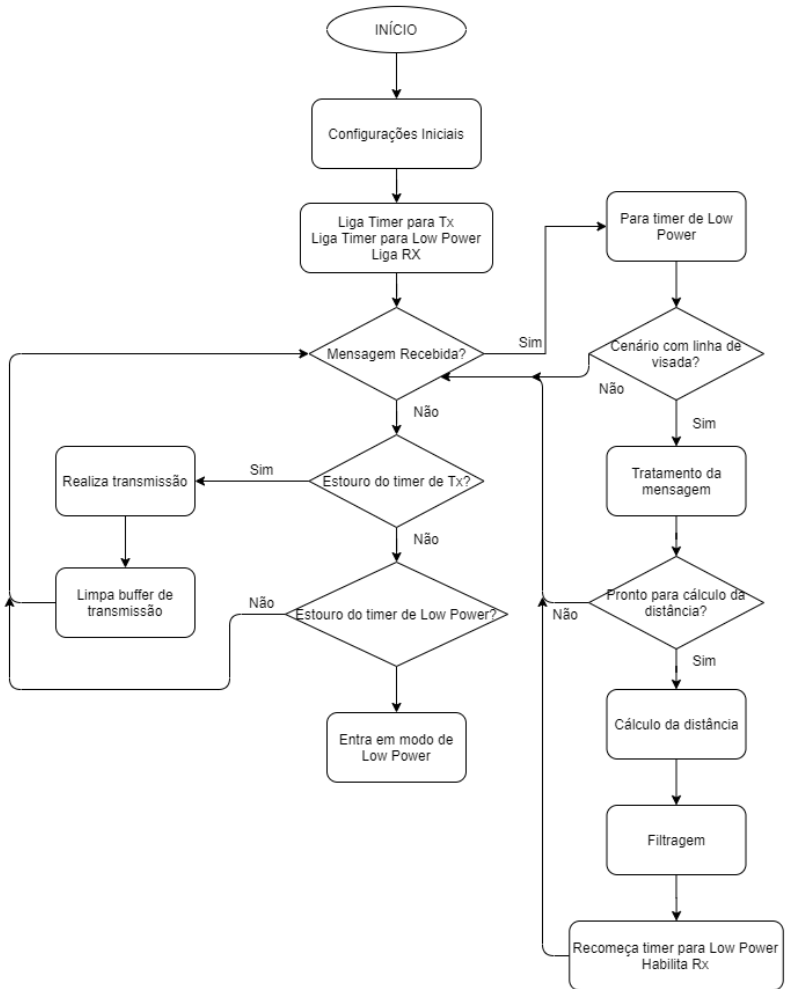 INÍCIO
Configurações Iniciais
Liga Timer para Tx
Liga Timer para Low Power
Liga RX
Para timer de Low
Power
Mensagem Recebida?
Sim
Cenário com linha de
visada?
Não
Não
Sim
Realiza transmissão
Sim
Estouro do timer de Tx?
Tratamento da
mensagem
Não
Limpa buffer de
transmissão
Não
Estouro do timer de Low Power?
Pronto para cálculo da
distância?
Não
Sim
Entra em modo de
Low Power
Cálculo da distância
Filtragem
Recomeça timer para Low Power
Habilita Rx